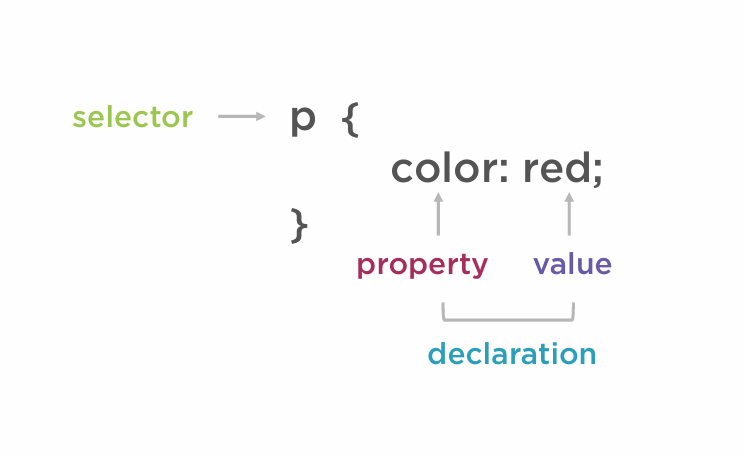 selector p {
color: red;
}
property value
declaration